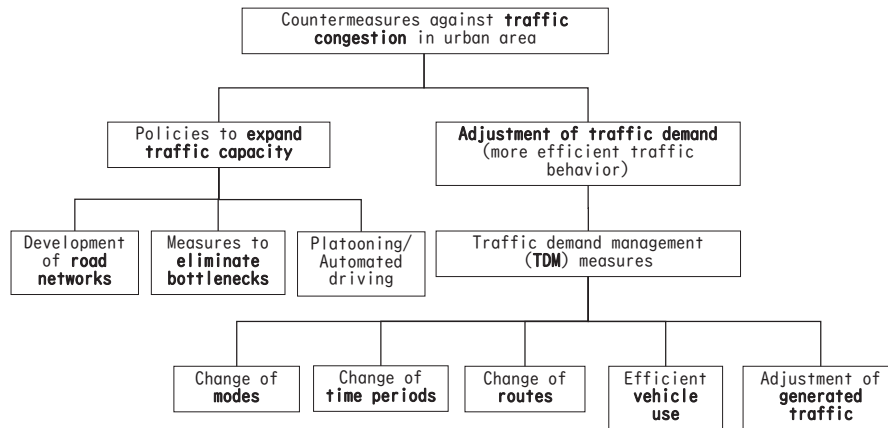 Countermeasures against traffic
congestion in urban area
Policies to expand
traffic capacity
Adjustment of traffic demand
(more efficient traffic
behavior)
Development
of road
networks
Measures to
eliminate
bottlenecks
Platooning/
Automated
driving
Traffic demand management
(TDM) measures
Change of
modes
Change of
time periods
Change of
routes
Efficient
vehicle
use
Adjustment of
generated
traffic